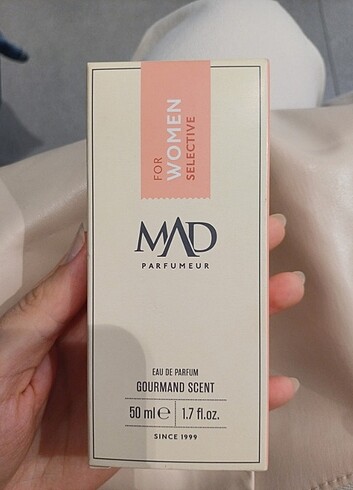 FOR
WOMEN
SELECTIVE
MAD
PARFUMEUR
EAU DE PARFUM
GOURMAND SCENT
50 ml e 1.7 fl.oz.
SINCE 1999